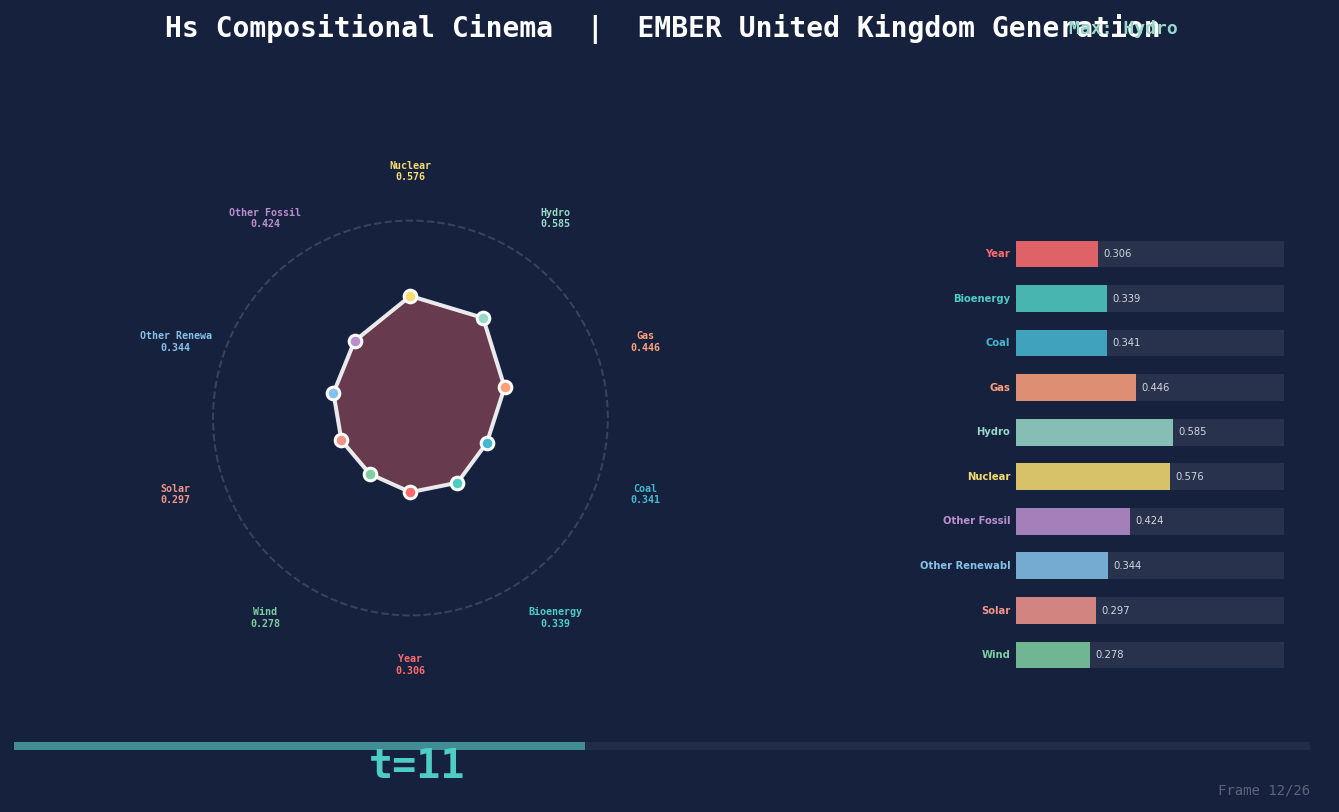 Hs Compositional Cinema | EMBER United Kingdom Generation
Max: Hydro
Nuclear
0.576
Other Fossil
0.424
Hydro
0.585
Other Renewa
0.344
Gas
0.446
Solar
0.297
Coal
0.341
Wind
0.278
Bioenergy
0.339
Year
0.306
Year 0.306
Bioenergy 0.339
Coal 0.341
Gas 0.446
Hydro 0.585
Nuclear 0.576
Other Fossil 0.424
Other Renewabl 0.344
Solar 0.297
Wind 0.278
t=11
Frame 12/26